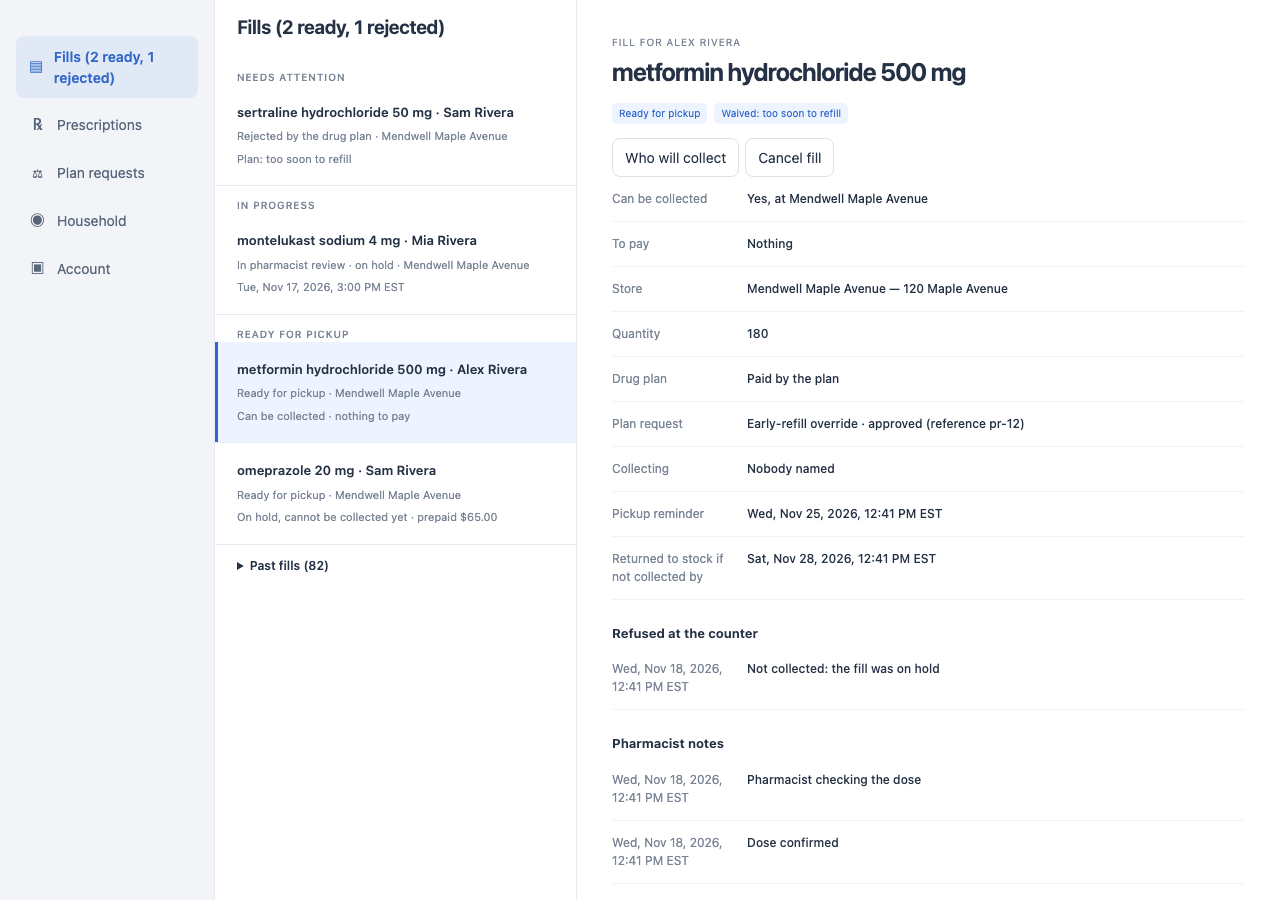 Fills (2 ready, 1
rejected)
℞ Prescriptions
Plan requests
Household
Account
Fills (2 ready, 1 rejected)
NEEDS ATTENTION
sertraline hydrochloride 50 mg · Sam Rivera
Rejected by the drug plan · Mendwell Maple Avenue
Plan: too soon to refill
IN PROGRESS
montelukast sodium 4 mg · Mia Rivera
In pharmacist review · on hold · Mendwell Maple Avenue
Tue, Nov 17, 2026, 3:00 PM EST
READY FOR PICKUP
metformin hydrochloride 500 mg · Alex Rivera
Ready for pickup · Mendwell Maple Avenue
Can be collected · nothing to pay
omeprazole 20 mg · Sam Rivera
Ready for pickup · Mendwell Maple Avenue
On hold, cannot be collected yet · prepaid $65.00
Past fills (82)
FILL FOR ALEX RIVERA
metformin hydrochloride 500 mg
Ready for pickup Waived: too soon to refill
Who will collect Cancel fill
Can be collected Yes, at Mendwell Maple Avenue
To pay Nothing
Store Mendwell Maple Avenue — 120 Maple Avenue
Quantity 180
Drug plan Paid by the plan
Plan request Early-refill override · approved (reference pr-12)
Collecting Nobody named
Pickup reminder Wed, Nov 25, 2026, 12:41 PM EST
Returned to stock if Sat, Nov 28, 2026, 12:41 PM EST
not collected by
Refused at the counter
Wed, Nov 18, 2026, Not collected: the fill was on hold
12:41 PM EST
Pharmacist notes
Wed, Nov 18, 2026, Pharmacist checking the dose
12:41 PM EST
Wed, Nov 18, 2026, Dose confirmed
12:41 PM EST